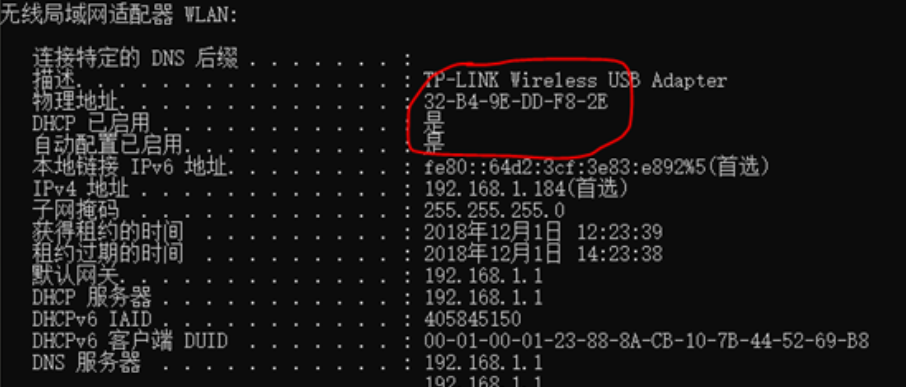 无线局域网适配器 WLAN:
连接特定的 DNS 后缀 . . . . . . . :
描述. . . . . . . . . . . . . . . : TP-LINK Wireless USB Adapter
物理地址. . . . . . . . . . . . . : 32-B4-9E-DD-F8-2E
DHCP 已启用 . . . . . . . . . . . : 是
自动配置已启用. . . . . . . . . . : 是
本地链接 IPv6 地址. . . . . . . . : fe80::64d2:3cf:3e83:e892%5(首选)
IPv4 地址 . . . . . . . . . . . . : 192.168.1.184(首选)
子网掩码 . . . . . . . . . . . . : 255.255.255.0
获得租约的时间 . . . . . . . . . : 2018年12月1日 12:23:39
租约过期的时间 . . . . . . . . . : 2018年12月1日 14:23:38
默认网关. . . . . . . . . . . . . : 192.168.1.1
DHCP 服务器 . . . . . . . . . . . : 192.168.1.1
DHCPv6 IAID . . . . . . . . . . . : 405845150
DHCPv6 客户端 DUID . . . . . . . : 00-01-00-01-23-88-8A-CB-10-7B-44-52-69-B8
DNS 服务器 . . . . . . . . . . . : 192.168.1.1
192.168.1.1